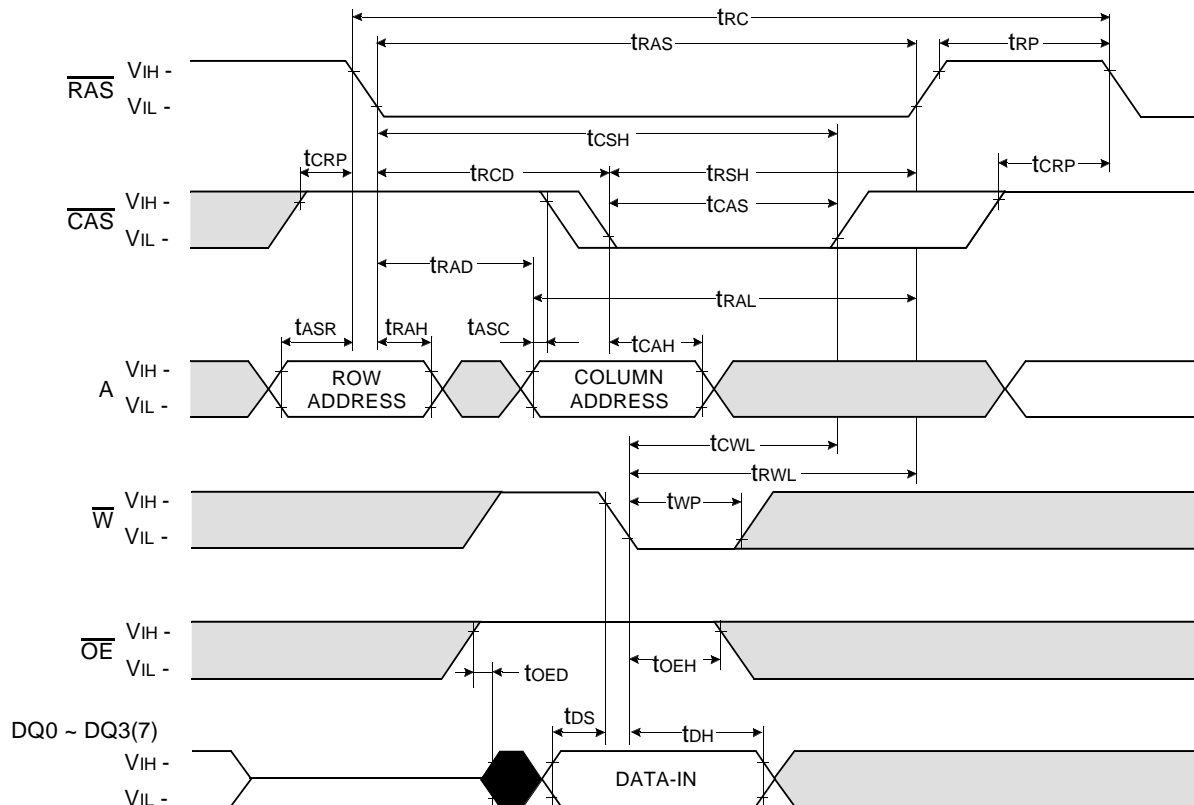 tRC
tRAS
tRP
RAS
VIH -
VIL -
tCSH
tCRP
tRCD
tRSH
tCRP
CAS
VIH -
VIL -
tCAS
tRAD
tRAL
tASR
tRAH
tASC
tCAH
A
VIH -
VIL -
ROW
ADDRESS
COLUMN
ADDRESS
tCWL
tRWL
W
VIH -
VIL -
tWP
OE
VIH -
VIL -
tOED
tOEH
DQ0 ~ DQ3(7)
tDS
tDH
VIH -
VIL -
DATA-IN